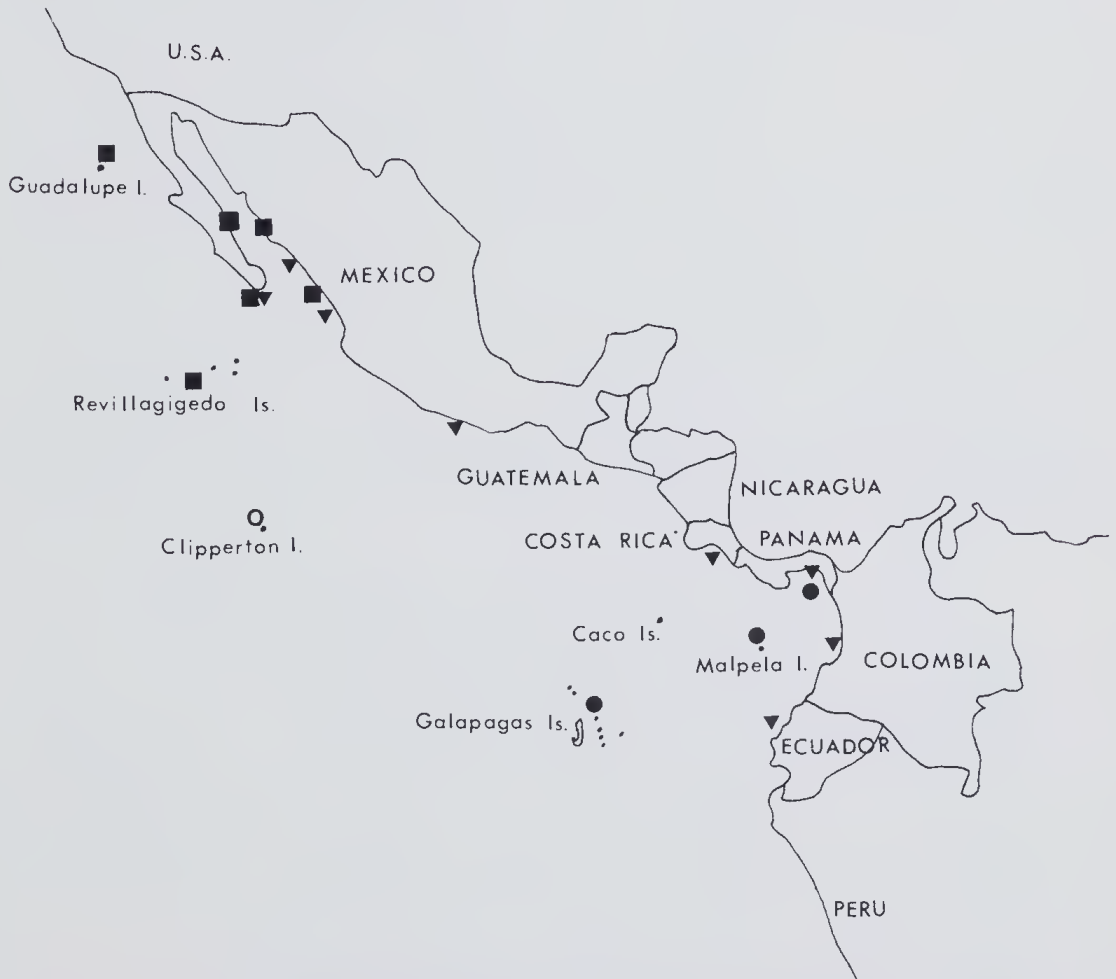 U.S.A.
Guadalupe I.
MEXICO
Revillagigedo Is.
GUATEMALA
NICARAGUA
Clipperton I.
COSTA RICA
PANAMA
Caco Is.
Malpela I.
COLOMBIA
Galapagas Is.
ECUADOR
PERU